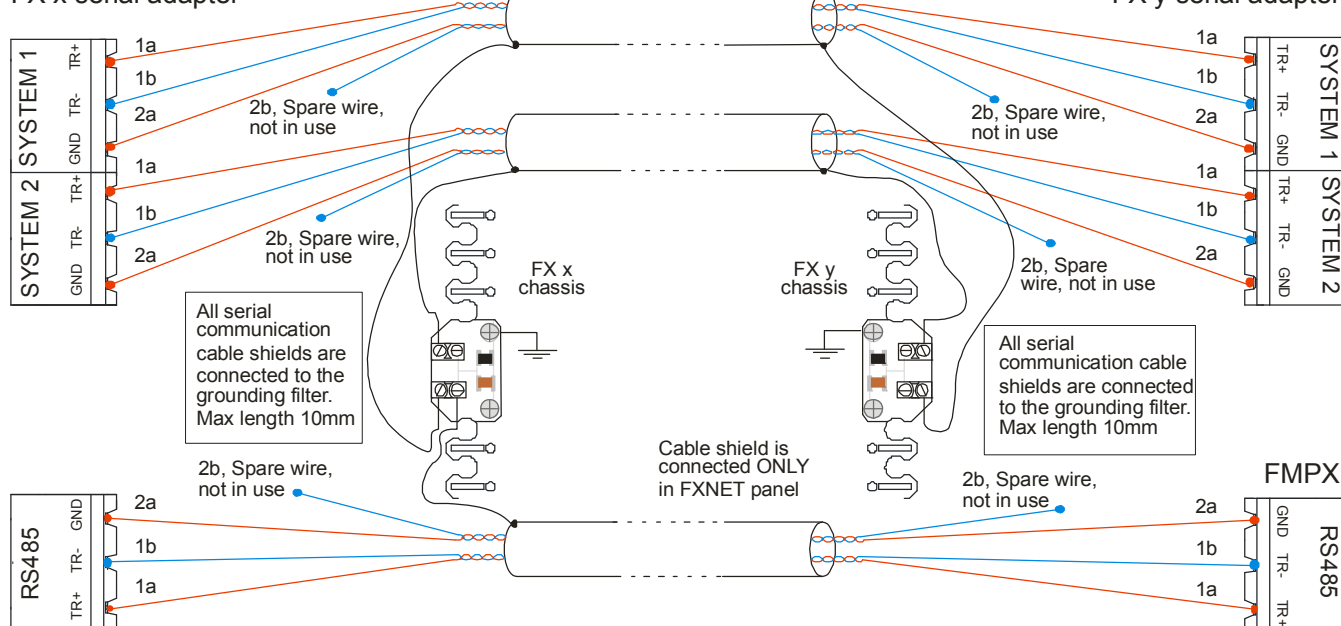 FX x serial adaptor
FX y serial adaptor
SYSTEM 1
TR+
TR-
GND
1a
1b
2a
2b, Spare wire,
not in use
SYSTEM 2
TR+
TR-
GND
1a
1b
2a
2b, Spare wire,
not in use
2b, Spare wire,
not in use
1a
1b
2a
TR+
TR-
GND
SYSTEM 1
2b, Spare
wire, not in use
1a
1b
2a
TR+
TR-
GND
SYSTEM 2
FX x
chassis
FX y
chassis
All serial
communication
cable shields are
connected to the
grounding filter.
Max length 10mm
All serial
communication cable
shields are connected
to the grounding filter.
Max length 10mm
Cable shield is
connected ONLY
in FXNET panel
2b, Spare wire,
not in use
RS485
GND
TR-
TR+
2a
1b
1a
2b, Spare wire,
not in use
FMPX
2a
1b
1a
GND
TR-
TR+
RS485